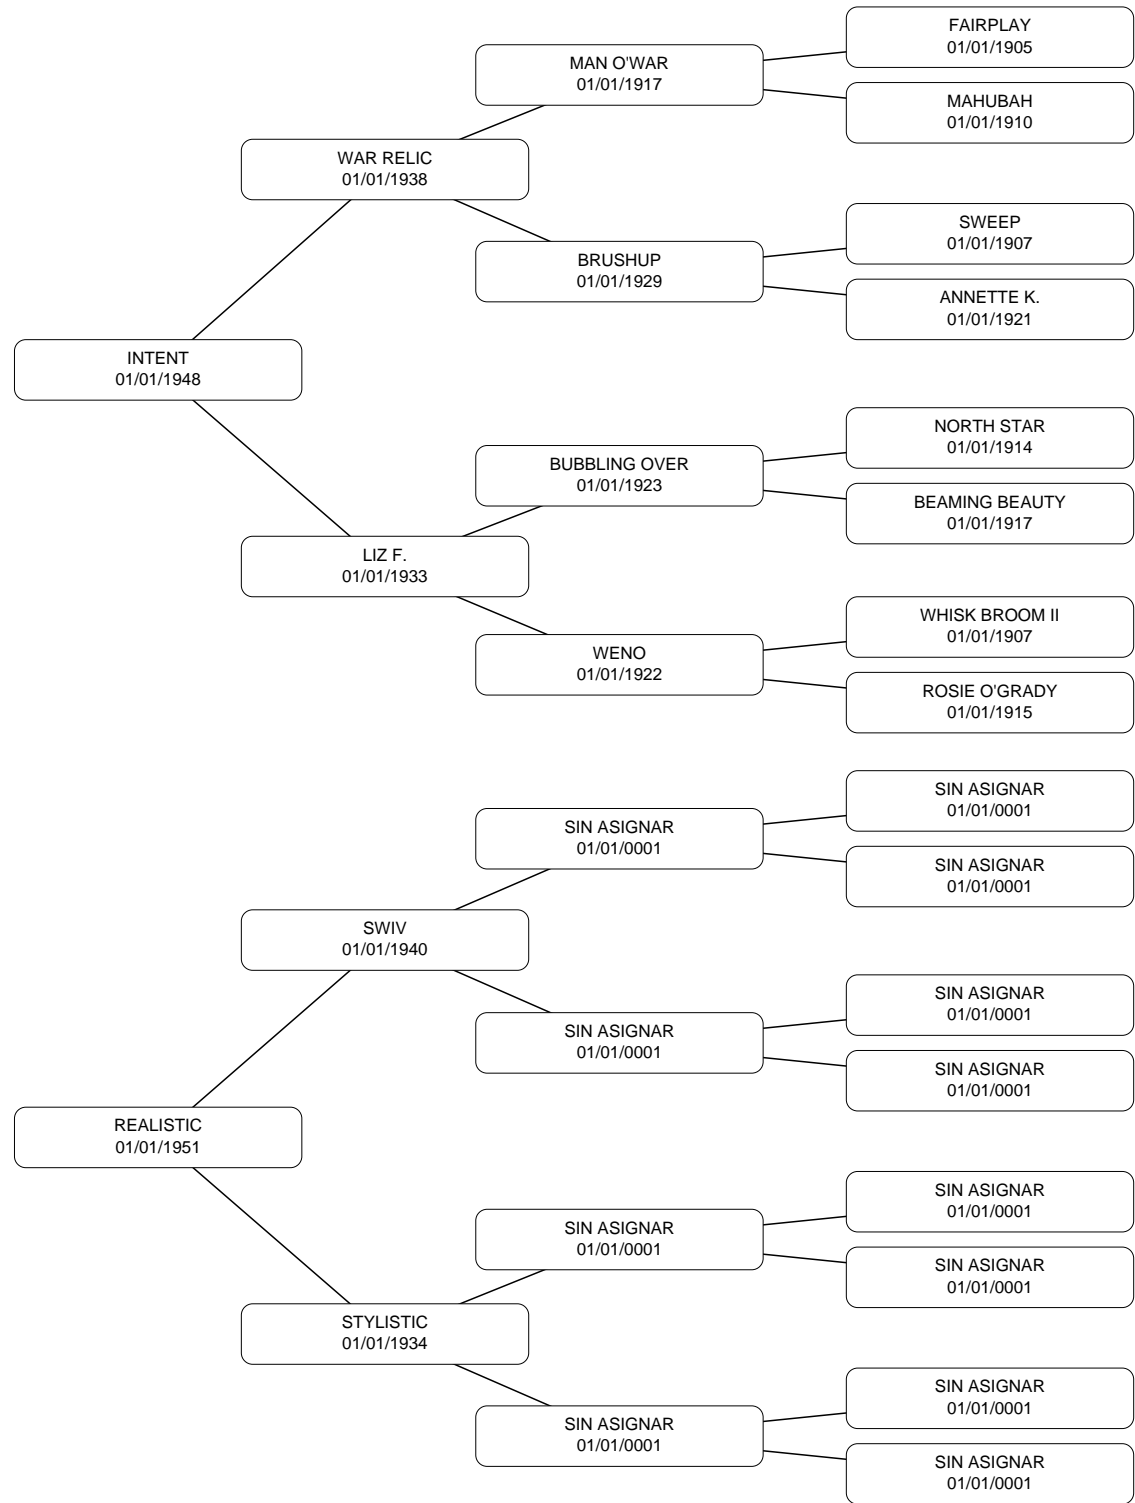 FAIRPLAY
01/01/1905
MAN O'WAR
01/01/1917
MAHUBAH
01/01/1910
WAR RELIC
01/01/1938
SWEEP
01/01/1907
BRUSHUP
01/01/1929
ANNETTE K.
01/01/1921
INTENT
01/01/1948
NORTH STAR
01/01/1914
BUBBLING OVER
01/01/1923
BEAMING BEAUTY
01/01/1917
LIZ F.
01/01/1933
WHISK BROOM II
01/01/1907
WENO
01/01/1922
ROSIE O'GRADY
01/01/1915
SIN ASIGNAR
01/01/0001
SIN ASIGNAR
01/01/0001
SIN ASIGNAR
01/01/0001
SWIV
01/01/1940
SIN ASIGNAR
01/01/0001
SIN ASIGNAR
01/01/0001
SIN ASIGNAR
01/01/0001
REALISTIC
01/01/1951
SIN ASIGNAR
01/01/0001
SIN ASIGNAR
01/01/0001
SIN ASIGNAR
01/01/0001
STYLISTIC
01/01/1934
SIN ASIGNAR
01/01/0001
SIN ASIGNAR
01/01/0001
SIN ASIGNAR
01/01/0001